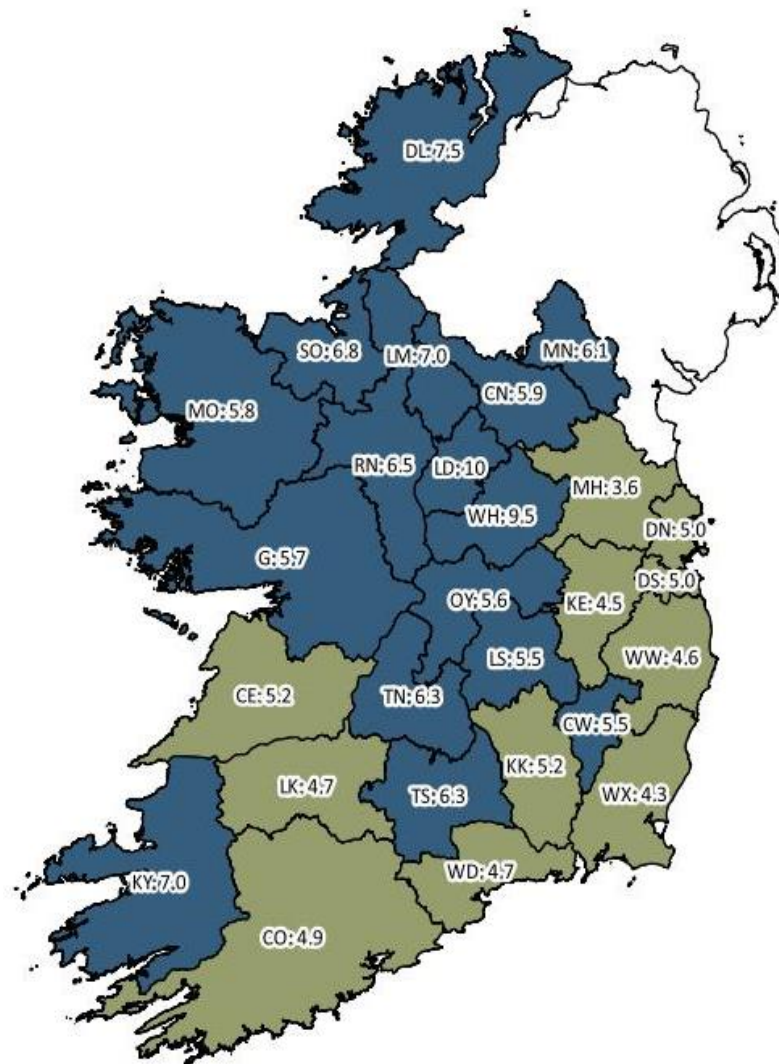 DL: 7.5
SO: 6.8
LM: 7.0
MN: 6.1
CN: 5.9
MO: 5.8
RN: 6.5
LD: 10
MH: 3.6
WH: 9.5
DN: 5.0
G: 5.7
OY: 5.6
KE: 4.5
DS: 5.0
LS: 5.5
WW: 4.6
CE: 5.2
TN: 6.3
CW: 5.5
KK: 5.2
LK: 4.7
TS: 6.3
WX: 4.3
WD: 4.7
KY: 7.0
CO: 4.9